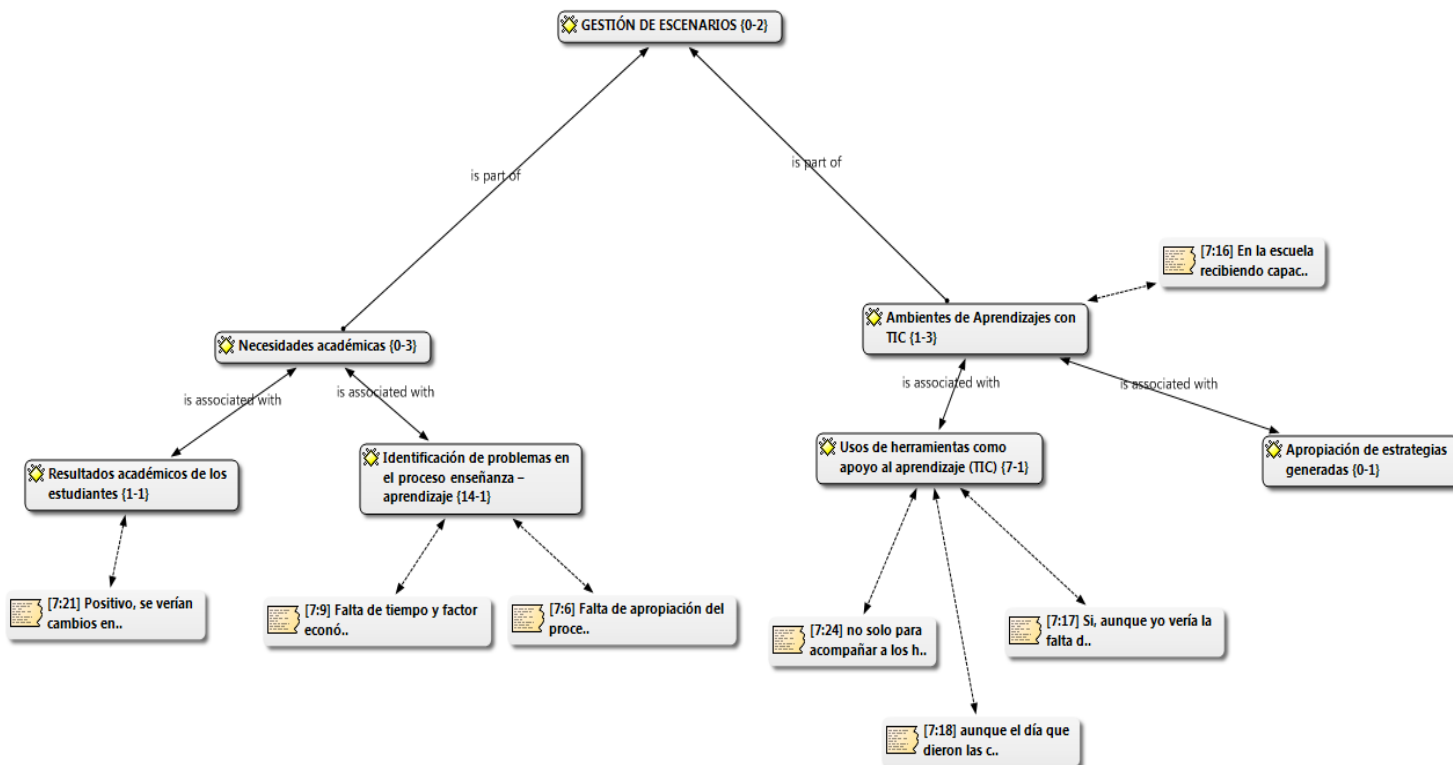 GESTIÓN DE ESCENARIOS {0-2}
is part of
is part of
[7:16] En la escuela
recibiendo capac..
Ambientes de Aprendizajes con
TIC {1-3}
Necesidades académicas {0-3}
is associated with
is associated with
is associated with
is associated with
Resultados académicos de los
estudiantes {1-1}
Identificación de problemas en
el proceso enseñanza –
aprendizaje {14-1}
Usos de herramientas como
apoyo al aprendizaje (TIC) {7-1}
Apropiación de estrategias
generadas {0-1}
[7:21] Positivo, se verían
cambios en..
[7:9] Falta de tiempo y factor
econó..
[7:6] Falta de apropiación del
proce..
[7:24] no solo para
acompañar a los h..
[7:17] Si, aunque yo vería la
falta d..
[7:18] aunque el día que
dieron las c..